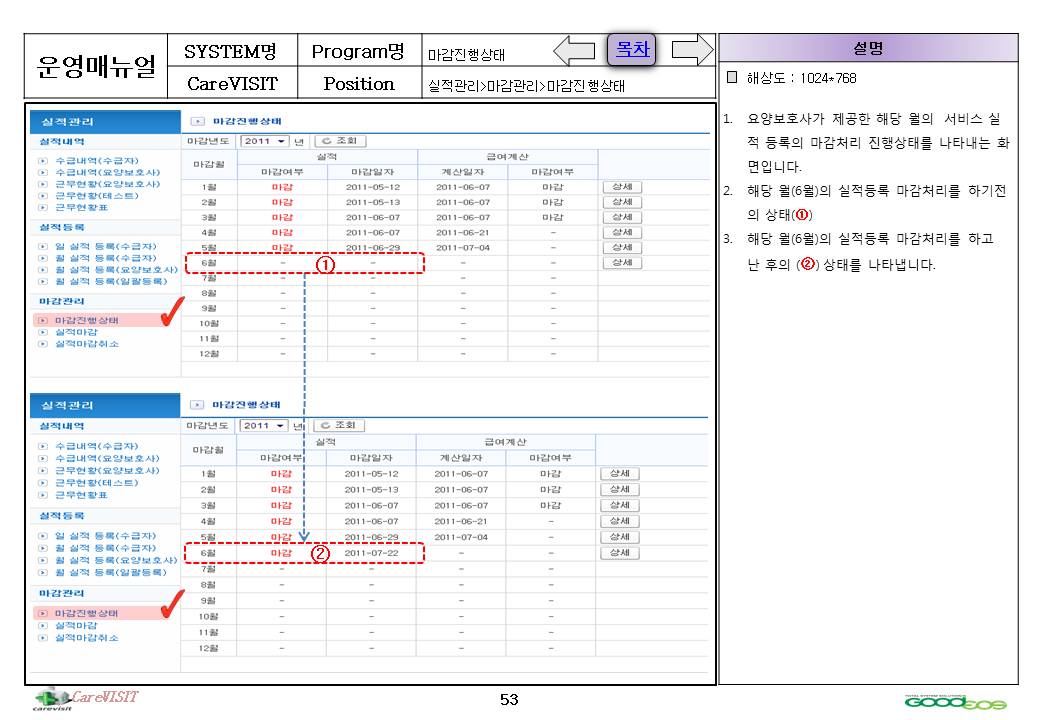 운영매뉴얼
SYSTEM명 Program명 마감진행상태 목차
CareVISIT Position 실적관리>마감관리>마감진행상태
설명
해상도 : 1024*768
1. 요양보호사가 제공한 해당 월의 서비스 실
적 등록의 마감처리 진행상태를 나타내는 화
면입니다.
2. 해당 월(6월)의 실적등록 마감처리를 하기전
의 상태(①)
3. 해당 월(6월)의 실적등록 마감처리를 하고
난 후의 (②) 상태를 나타냅니다.
실적관리
실적내역
수급내역(수급자)
수급내역(요양보호사)
근무현황(요양보호사)
근무현황(테스트)
근무현황표
실적등록
일 실적 등록(수급자)
월 실적 등록(수급자)
월 실적 등록(요양보호사)
월 실적 등록(일괄등록)
마감관리
마감진행상태
실적마감
실적마감취소
마감진행상태
마감년도 2011 년 조회
마감월 실적 급여계산
마감여부 마감일자 계산일자 마감여부
1월 마감 2011-05-12 2011-06-07 마감 상세
2월 마감 2011-05-13 2011-06-07 마감 상세
3월 마감 2011-06-07 2011-06-07 마감 상세
4월 마감 2011-06-07 2011-06-21 - 상세
5월 마감 2011-06-29 2011-07-04 - 상세
6월 - ① - - - 상세
7월 - - - -
8월 - - - -
9월 - - - -
10월 - - - -
11월 - - - -
12월 - - - -
실적관리
실적내역
수급내역(수급자)
수급내역(요양보호사)
근무현황(요양보호사)
근무현황(테스트)
근무현황표
실적등록
일 실적 등록(수급자)
월 실적 등록(수급자)
월 실적 등록(요양보호사)
월 실적 등록(일괄등록)
마감관리
마감진행상태
실적마감
실적마감취소
마감진행상태
마감년도 2011 년 조회
마감월 실적 급여계산
마감여부 마감일자 계산일자 마감여부
1월 마감 2011-05-12 2011-06-07 마감 상세
2월 마감 2011-05-13 2011-06-07 마감 상세
3월 마감 2011-06-07 2011-06-07 마감 상세
4월 마감 2011-06-07 2011-06-21 - 상세
5월 마감 2011-06-29 2011-07-04 - 상세
6월 마감 ② 2011-07-22 - - 상세
7월 - - - -
8월 - - - -
9월 - - - -
10월 - - - -
11월 - - - -
12월 - - - -
carevisit CareVISIT
53
TOTAL SYSTEM SOLUTIONS
GOODEOS